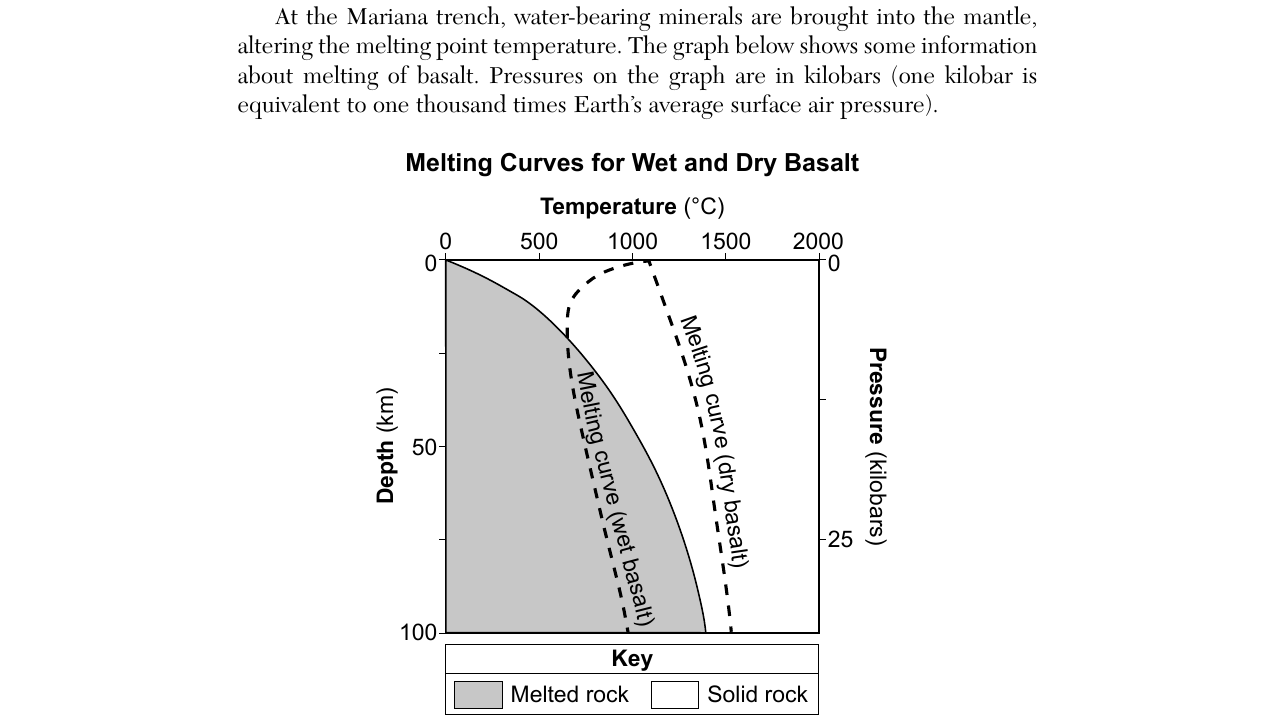 At the Mariana trench, water-bearing minerals are brought into the mantle,
altering the melting point temperature. The graph below shows some information
about melting of basalt. Pressures on the graph are in kilobars (one kilobar is
equivalent to one thousand times Earth’s average surface air pressure).
Melting Curves for Wet and Dry Basalt
Temperature (°C)
0 500 1000 1500 2000
0
50
100
Depth (km)
Melting curve (wet basalt)
Melting curve (dry basalt)
0
25
Pressure (kilobars)
Key
Melted rock
Solid rock